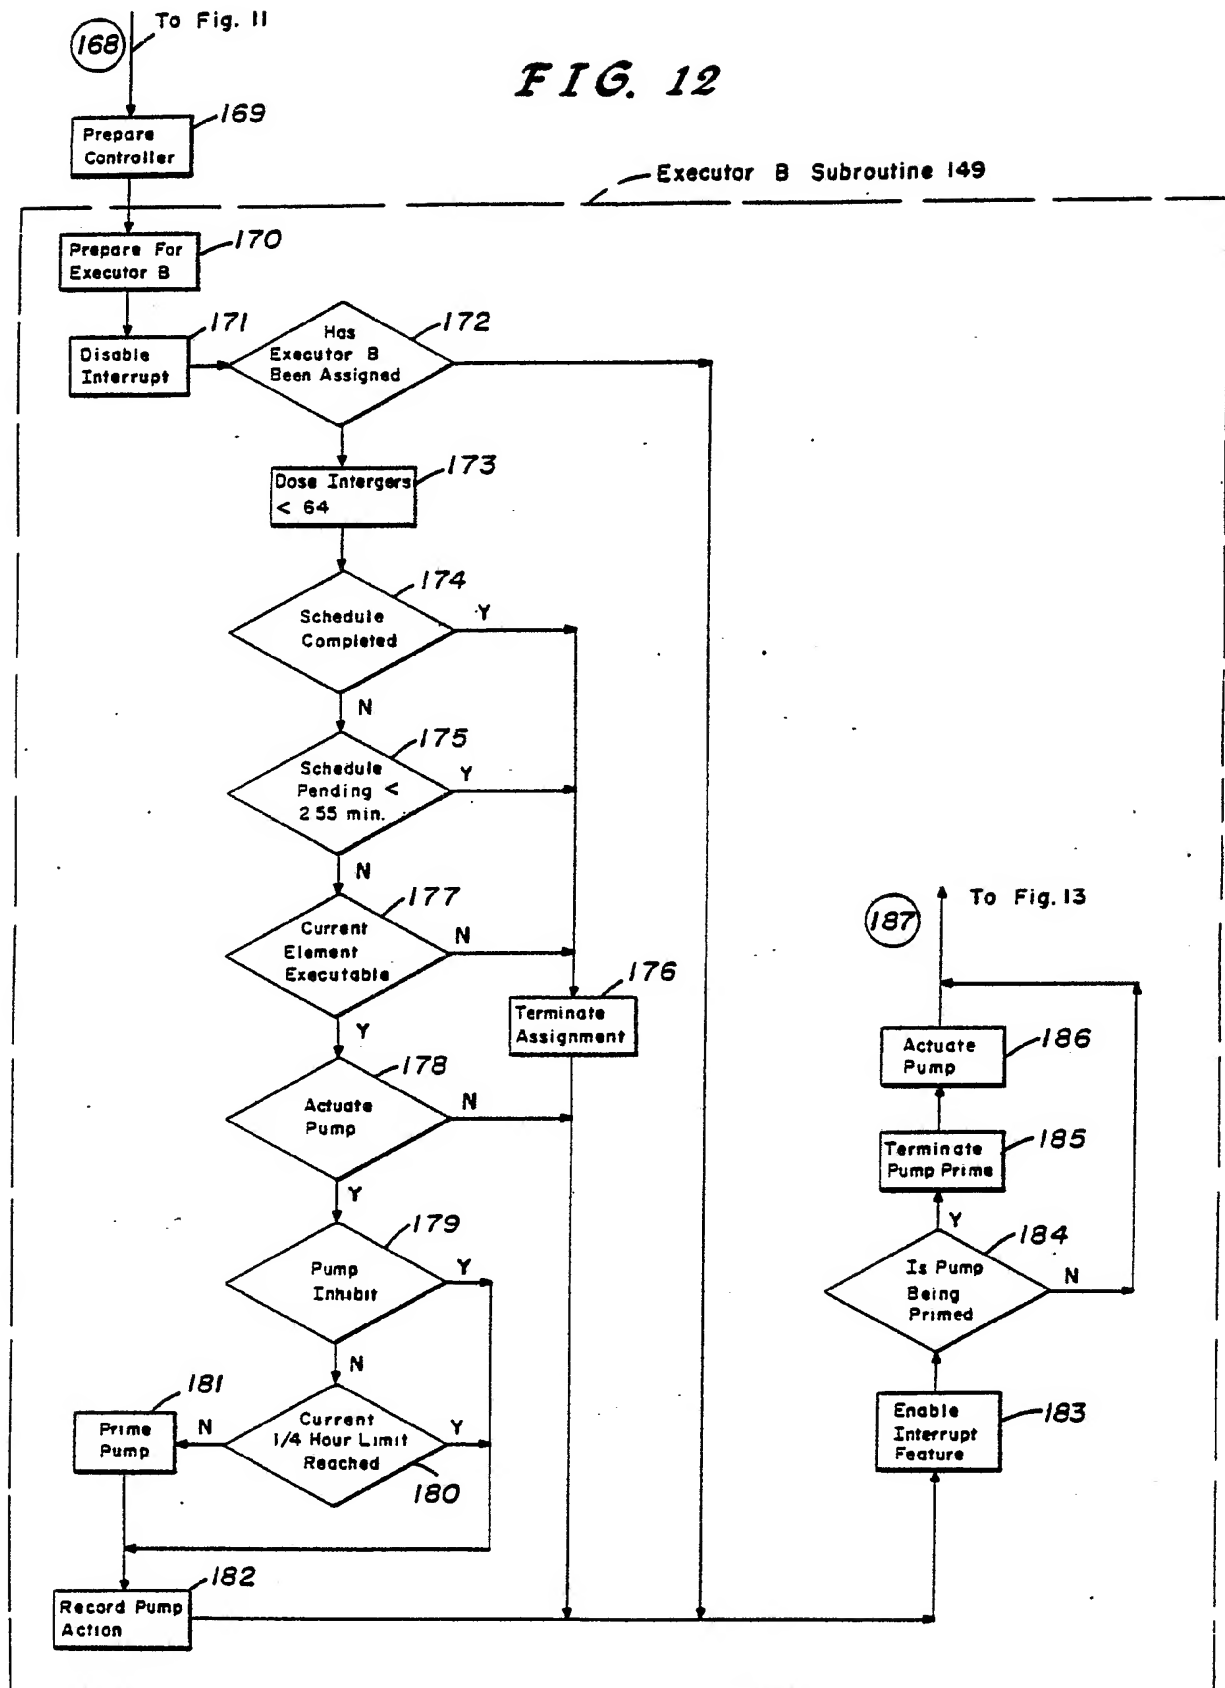 To Fig. 11
168
FIG. 12
169
Prepare
Controller
Executor B Subroutine 149
170
Prepare For
Executor B
171
Disable
Interrupt
172
Has
Executor B
Been Assigned
173
Dose Intergers
< 64
174
Schedule
Completed
Y
N
175
Schedule
Pending <
2 55 min.
Y
N
177
Current
Element
Executable
N
Y
176
Terminate
Assignment
178
Actuate
Pump
N
Y
179
Pump
Inhibit
Y
N
181
Prime
Pump
N
Current
1/4 Hour Limit
Reached
Y
180
182
Record Pump
Action
To Fig. 13
187
186
Actuate
Pump
185
Terminate
Pump Prime
Y
184
Is Pump
Being
Primed
N
Enable
Interrupt
Feature
183